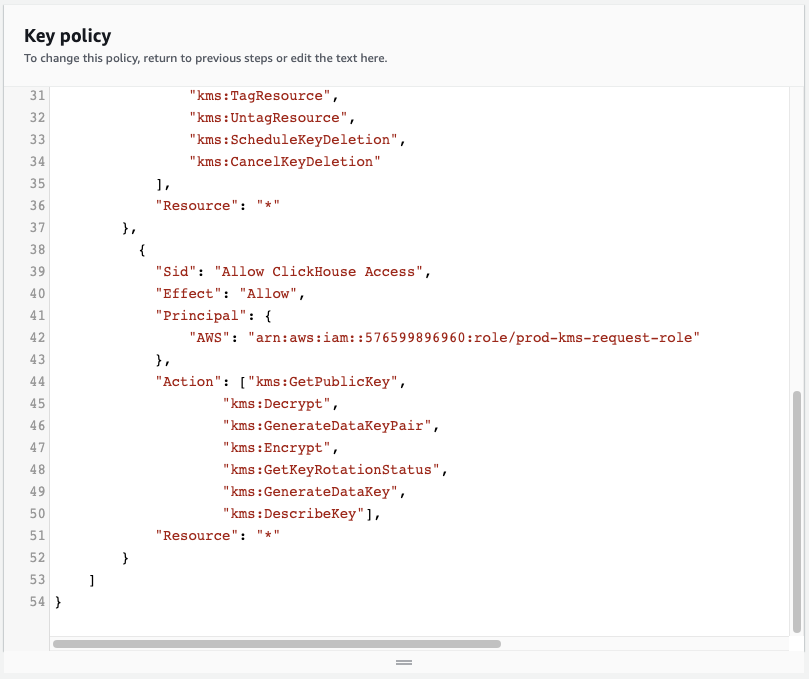 Key policy
To change this policy, return to previous steps or edit the text here.
31 "kms:TagResource",
32 "kms:UntagResource",
33 "kms:ScheduleKeyDeletion",
34 "kms:CancelKeyDeletion"
35 ],
36 "Resource": "*"
37 },
38 {
39 "Sid": "Allow ClickHouse Access",
40 "Effect": "Allow",
41 "Principal": {
42 "AWS": "arn:aws:iam::576599896960:role/prod-kms-request-role"
43 },
44 "Action": ["kms:GetPublicKey",
45 "kms:Decrypt",
46 "kms:GenerateDataKeyPair",
47 "kms:Encrypt",
48 "kms:GetKeyRotationStatus",
49 "kms:GenerateDataKey",
50 "kms:DescribeKey"],
51 "Resource": "*"
52 }
53 ]
54 }